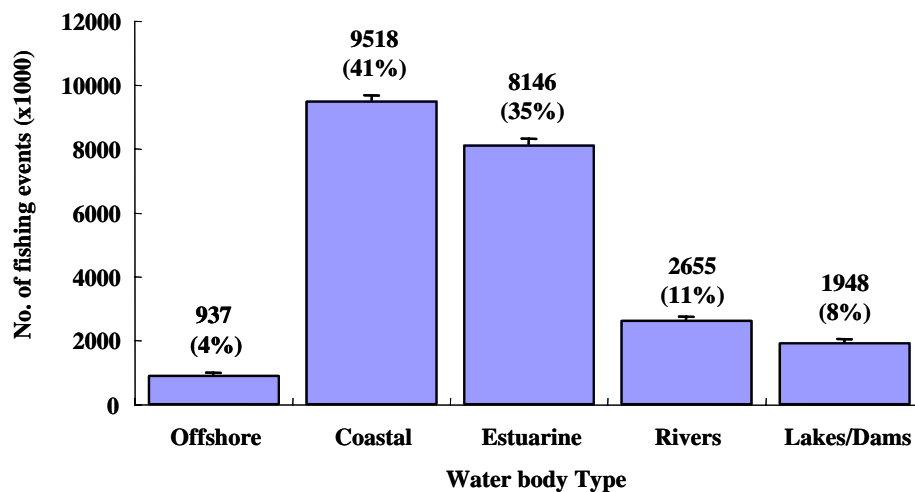 No. of fishing events (x1000)
12000
10000
8000
6000
4000
2000
0
937
(4%)
9518
(41%)
8146
(35%)
2655
(11%)
1948
(8%)
Offshore
Coastal
Estuarine
Rivers
Lakes/Dams
Water body Type